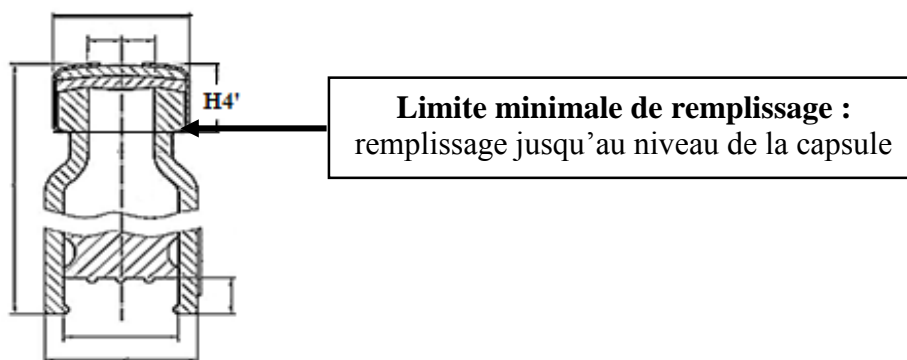 H4'
Limite minimale de remplissage :
remplissage jusqu’au niveau de la capsule